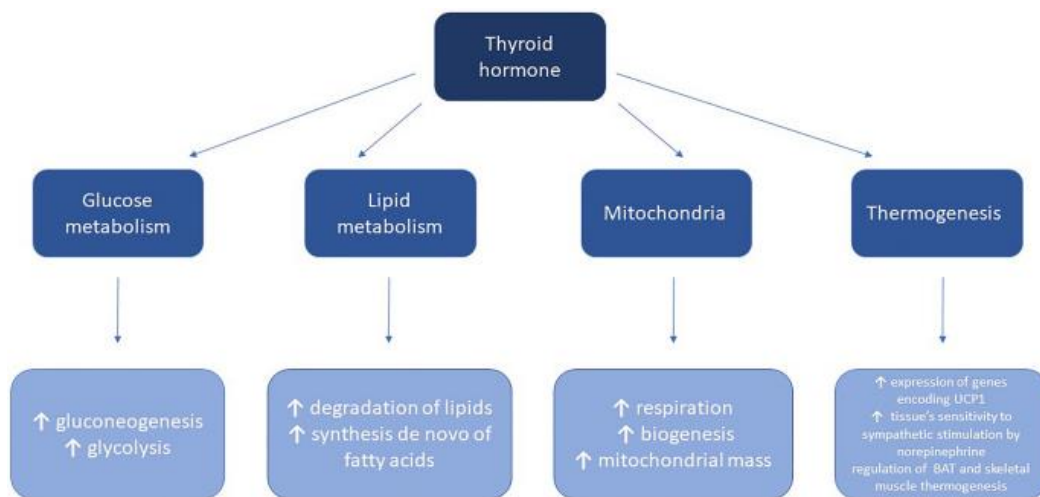 Thyroid
hormone
Glucose
metabolism
Lipid
metabolism
Mitochondria
Thermogenesis
↑ gluconeogenesis
↑ glycolysis
↑ degradation of lipids
↑ synthesis de novo of
fatty acids
↑ respiration
↑ biogenesis
↑ mitochondrial mass
↑ expression of genes
encoding UCP1
↑ tissue's sensitivity to
sympathetic stimulation by
norepinephrine
regulation of BAT and skeletal
muscle thermogenesis